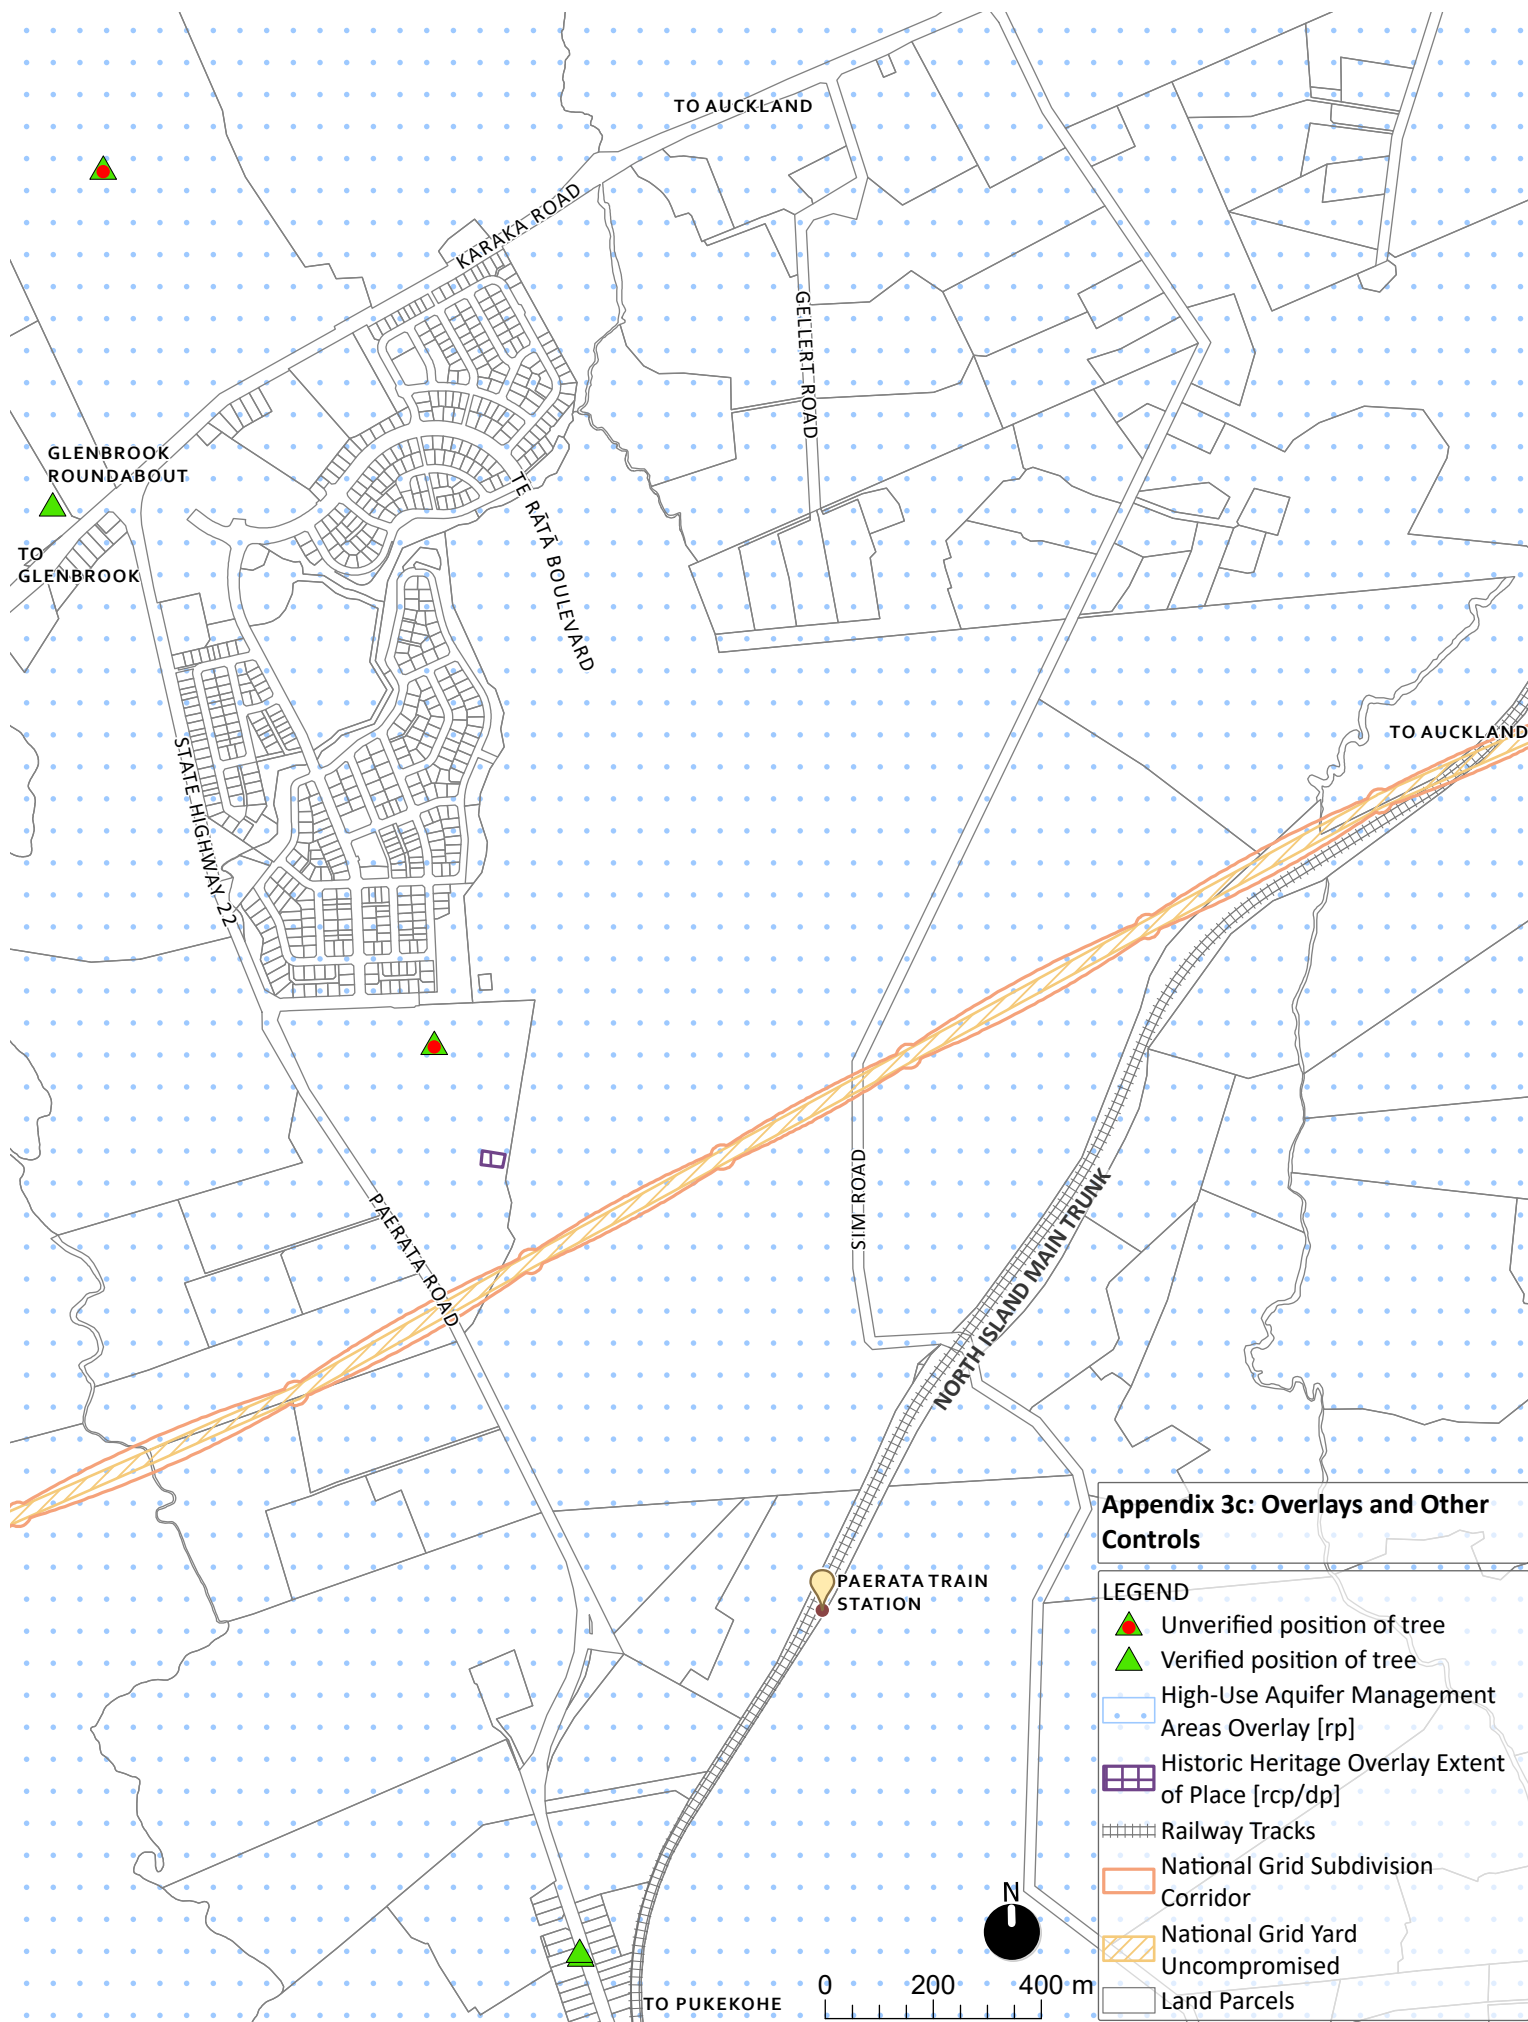 TO AUCKLAND
KARAKA ROAD
GELLERT ROAD
GLENBROOK
ROUNDABOUT
TE RĀTĀ BOULEVARD
TO
GLENBROOK
TO AUCKLAND
STATE HIGHWAY 22
SIM ROAD
NORTH ISLAND MAIN TRUNK
PAERATA ROAD
PAERATA TRAIN
STATION
TO PUKEKOHE
N
0 200 400 m
Appendix 3c: Overlays and Other
Controls
LEGEND
Unverified position of tree
Verified position of tree
High-Use Aquifer Management
Areas Overlay [rp]
Historic Heritage Overlay Extent
of Place [rcp/dp]
Railway Tracks
National Grid Subdivision
Corridor
National Grid Yard
Uncompromised
Land Parcels